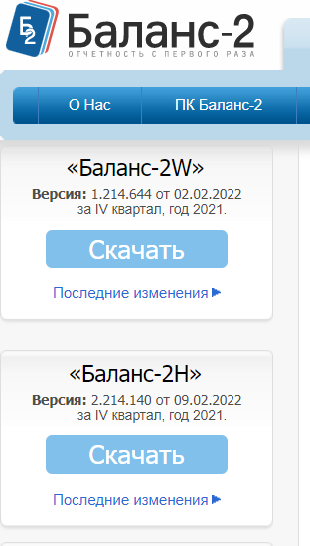 Б2 Баланс-2
ОТЧЕТНОСТЬ С ПЕРВОГО РАЗА
О Нас ПК Баланс-2
«Баланс-2W»
Версия: 1.214.644 от 02.02.2022
за IV квартал, год 2021.
Скачать
Последние изменения
«Баланс-2Н»
Версия: 2.214.140 от 09.02.2022
за IV квартал, год 2021.
Скачать
Последние изменения